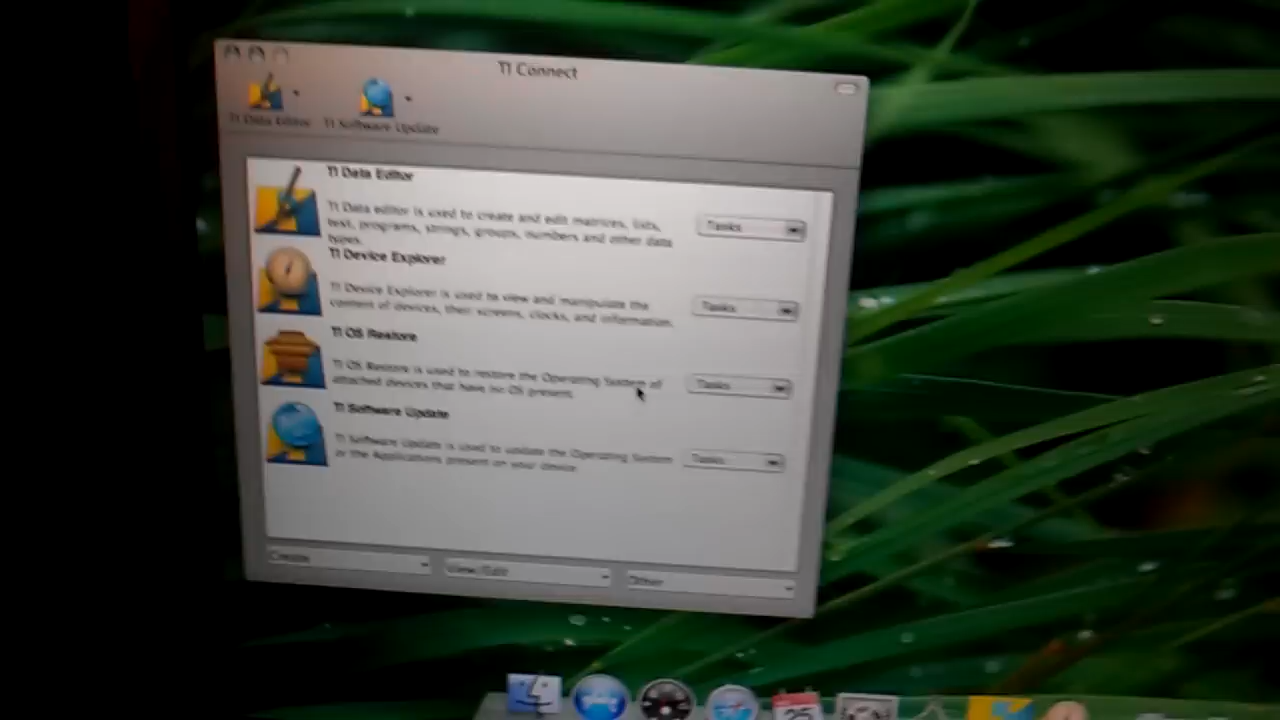 TI Connect
TI Data Editor TI Software Update
TI Data Editor
TI Data editor is used to create and edit matrices, lists,
text, programs, strings, groups, numbers and other data
types.
Tasks
TI Device Explorer
TI Device Explorer is used to view and manipulate the
content of devices, their screens, clocks, and information.
Tasks
TI OS Restore
TI OS Restore is used to restore the Operating System of
attached devices that have no OS present.
Tasks
TI Software Update
TI Software Update is used to update the Operating System
or the Applications present on your device
Tasks
Create View/Edit Other
25